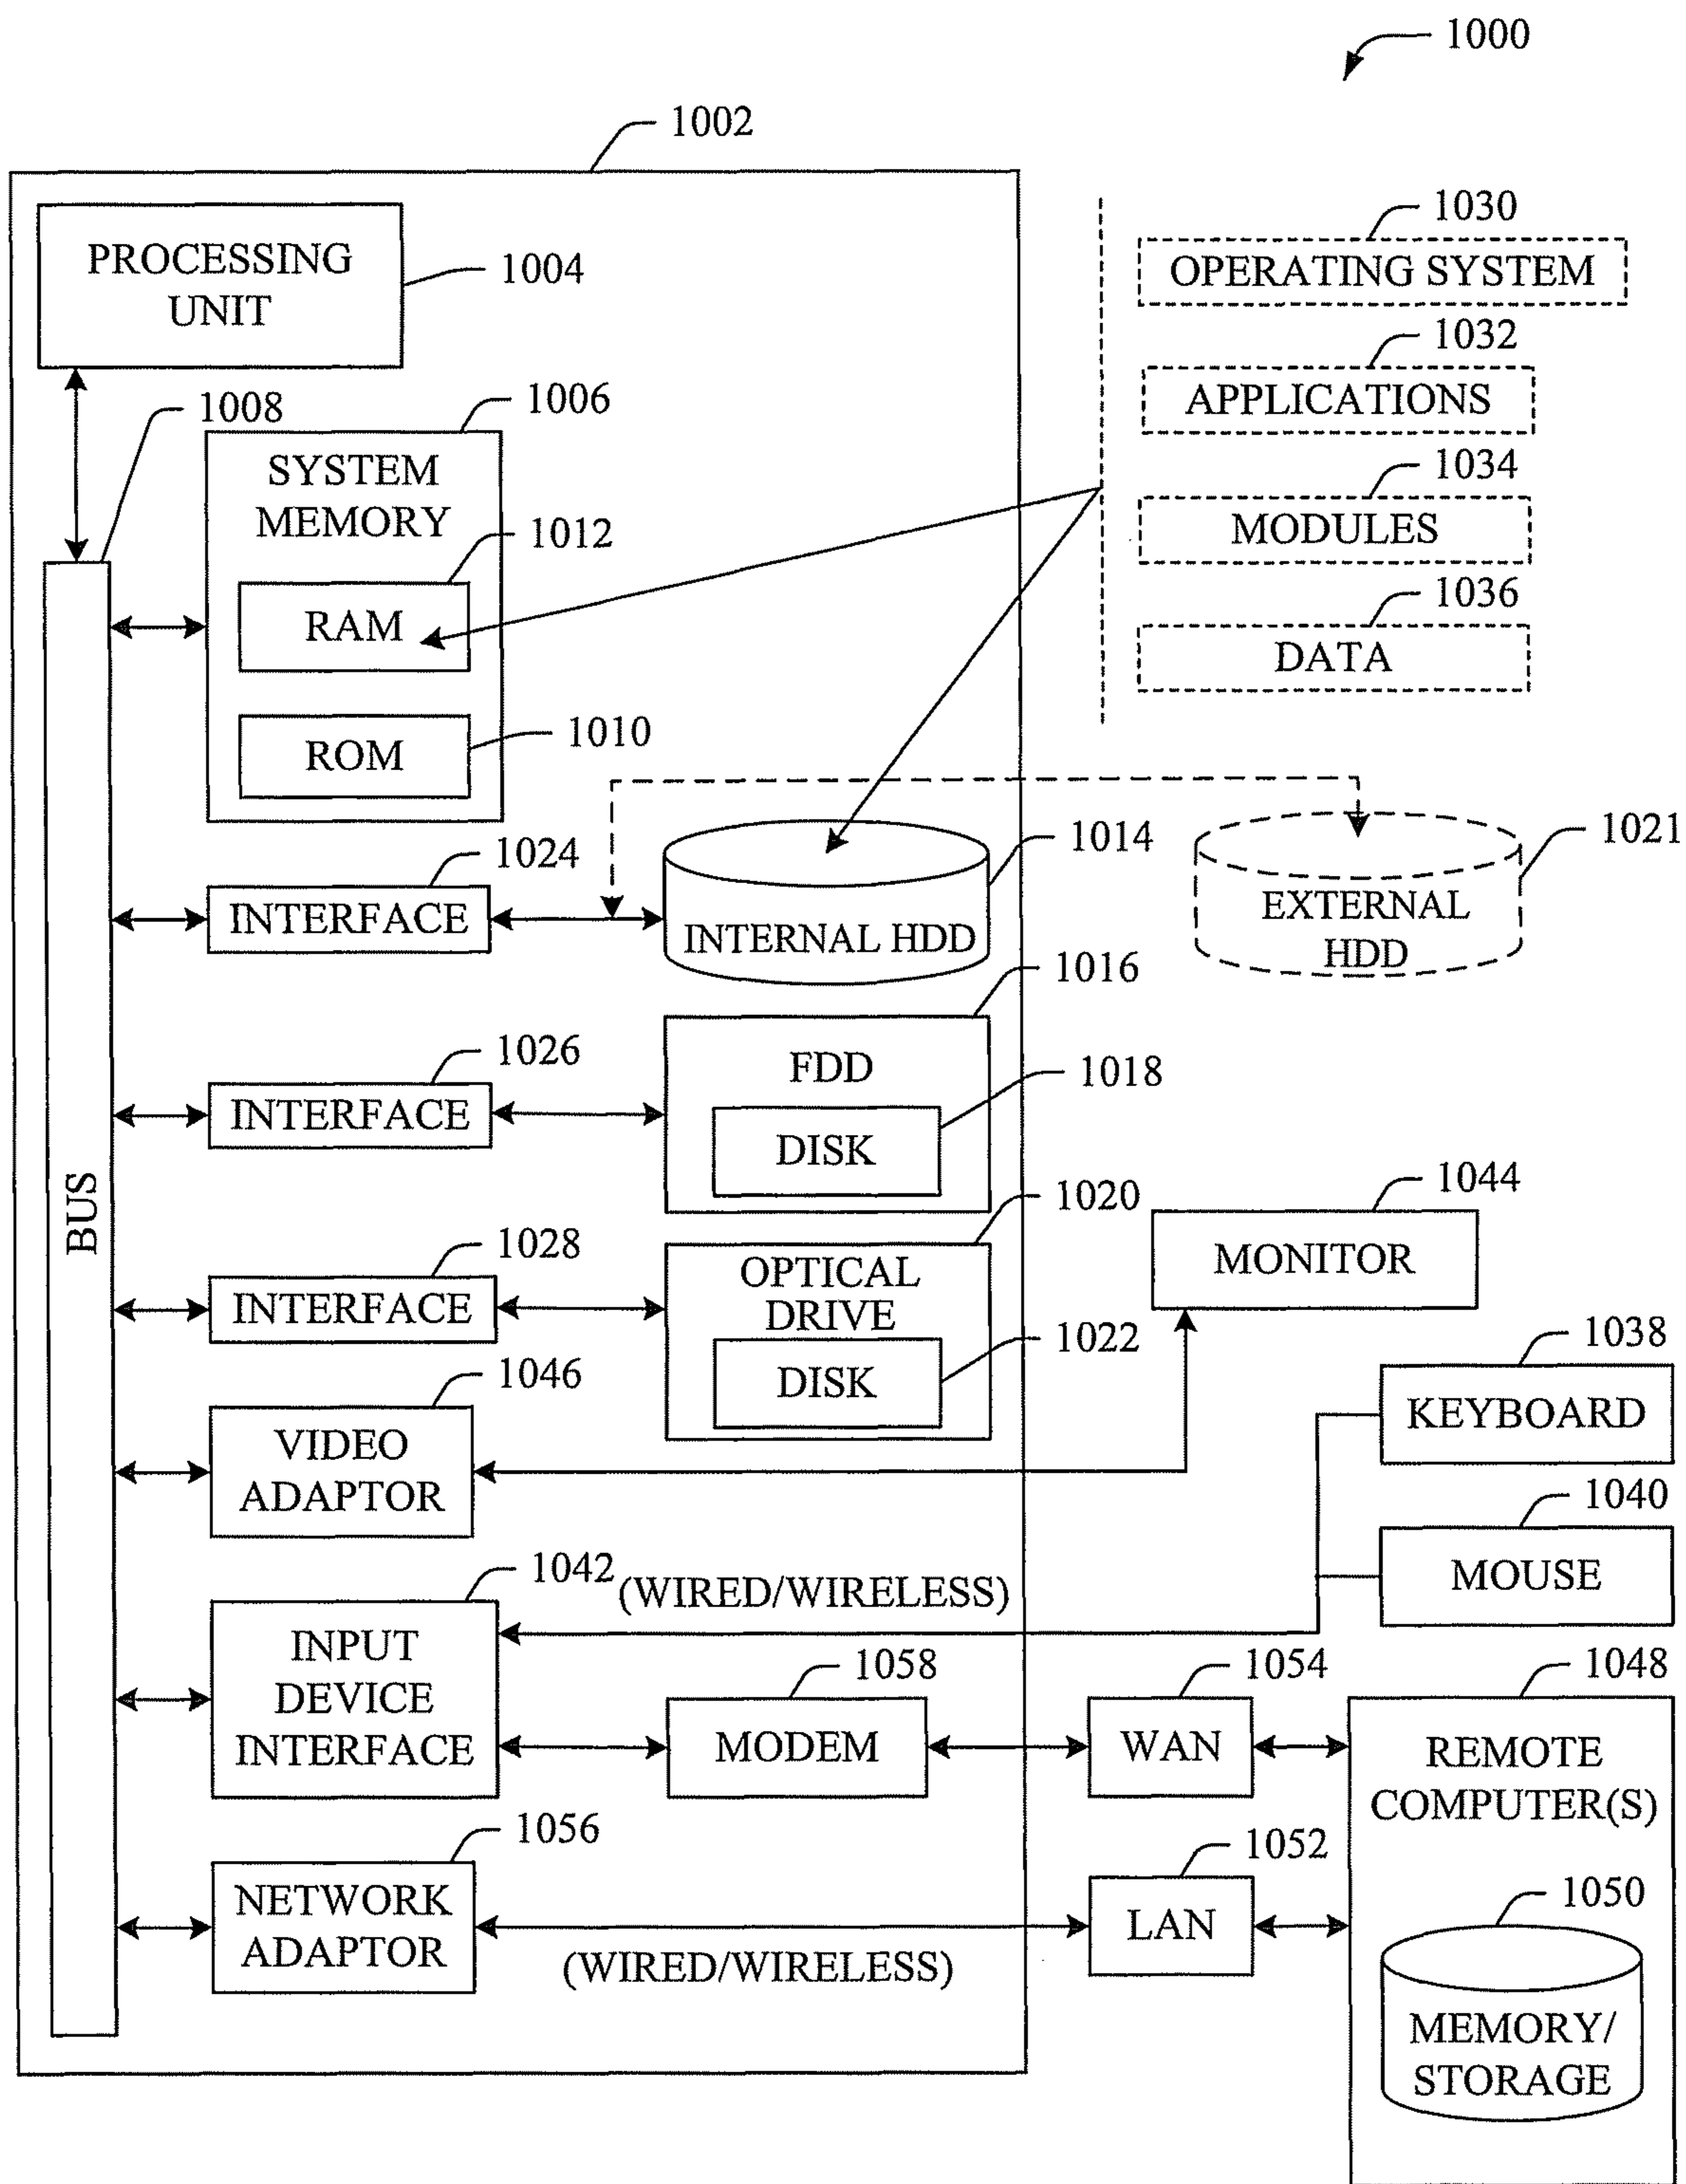 1000
1002
PROCESSING
UNIT
1004
1030
OPERATING SYSTEM
1032
APPLICATIONS
1034
MODULES
1036
DATA
1008
1006
SYSTEM
MEMORY
1012
RAM
1010
ROM
1024
INTERFACE
1014
INTERNAL HDD
1021
EXTERNAL
HDD
1026
INTERFACE
1016
FDD
1018
DISK
BUS
1028
INTERFACE
1020
OPTICAL
DRIVE
1022
DISK
1044
MONITOR
1046
VIDEO
ADAPTOR
1038
KEYBOARD
1040
MOUSE
1042
(WIRED/WIRELESS)
INPUT
DEVICE
INTERFACE
1058
MODEM
1054
WAN
1048
REMOTE
COMPUTER(S)
1056
NETWORK
ADAPTOR
(WIRED/WIRELESS)
1052
LAN
1050
MEMORY/
STORAGE